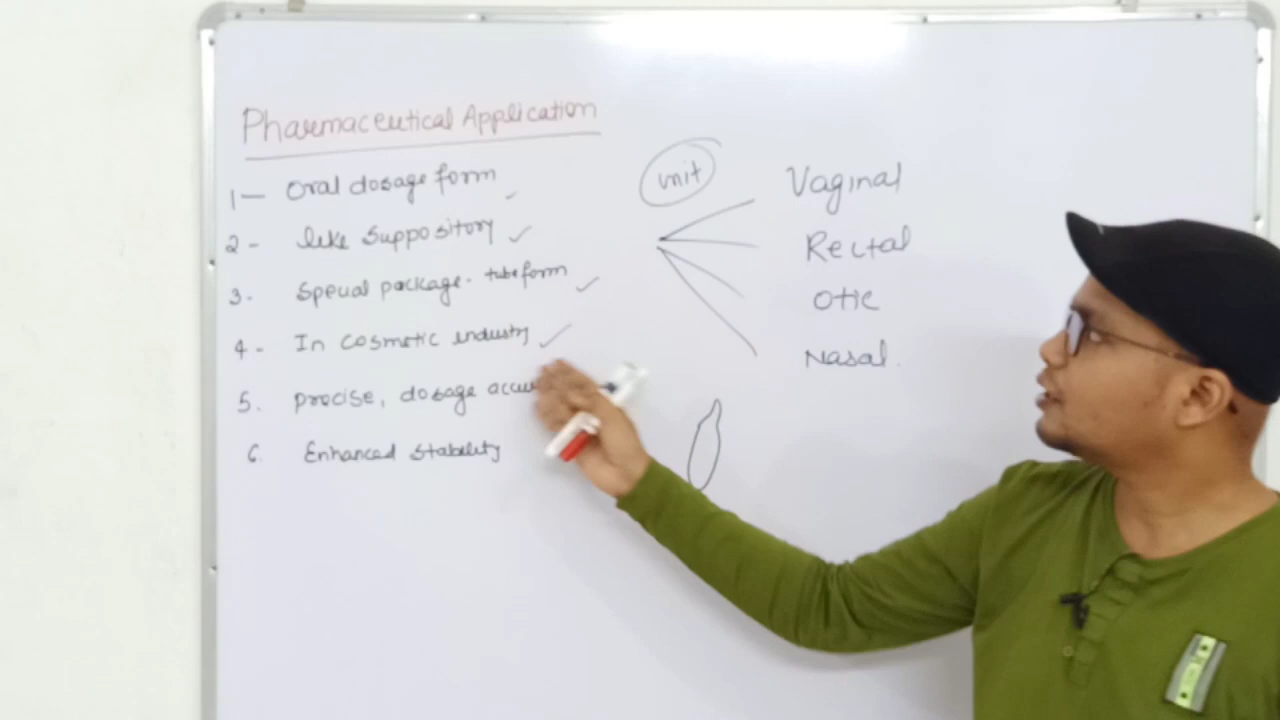 Pharmaceutical Application
1- Oral dosage form
2- like suppository
3. Special package. tube form
4- In cosmetic industry
5. precise, dosage
6. Enhanced stability
unit
Vaginal
Rectal
Otic
Nasal.